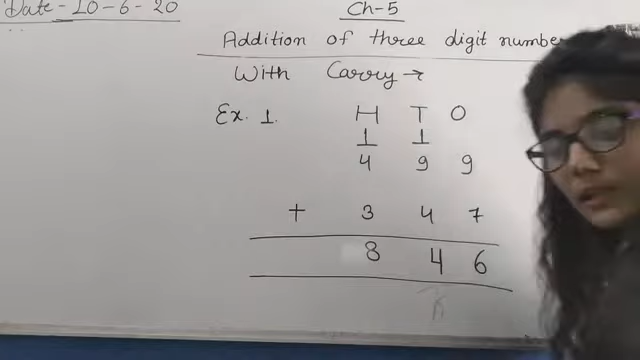 Date - 10-6-20
Ch-5
Addition of three digit number
With Carry →
Ex. 1. H T O
1 1
4 9 9
+ 3 4 7
8 4 6